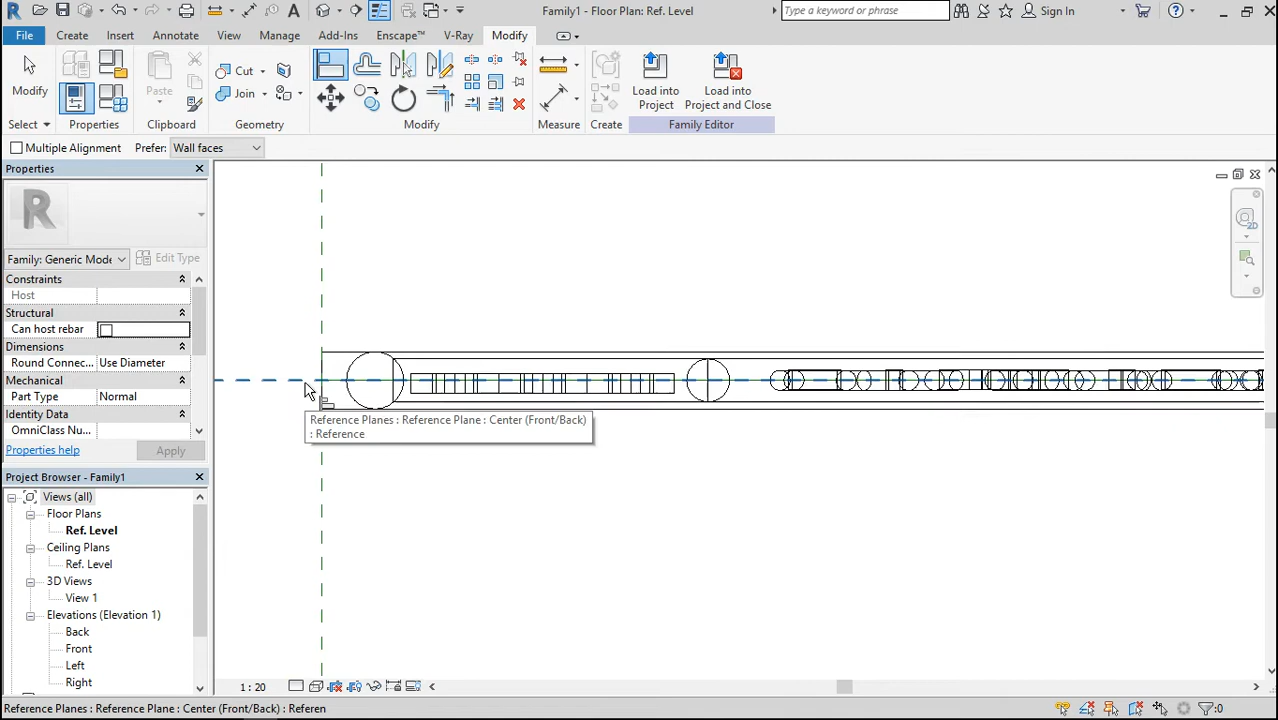 Family1 - Floor Plan: Ref. Level
Type a keyword or phrase
Sign In
File
Create
Insert
Annotate
View
Manage
Add-Ins
Enscape™
V-Ray
Modify
Modify
Paste
Cut
Join
Load into
Project
Load into
Project and Close
Select
Properties
Clipboard
Geometry
Modify
Measure
Create
Family Editor
Multiple Alignment
Prefer:
Wall faces
Properties
R
Family: Generic Mode
Edit Type
Constraints
Host
Structural
Can host rebar
Dimensions
Round Connec...
Use Diameter
Mechanical
Part Type
Normal
Identity Data
OmniClass Nu...
Properties help
Apply
Project Browser - Family1
Views (all)
Floor Plans
Ref. Level
Ceiling Plans
Ref. Level
3D Views
View 1
Elevations (Elevation 1)
Back
Front
Left
Right
2D
Reference Planes : Reference Plane : Center (Front/Back)
: Reference
1 : 20
Reference Planes : Reference Plane : Center (Front/Back) : Referen
:0